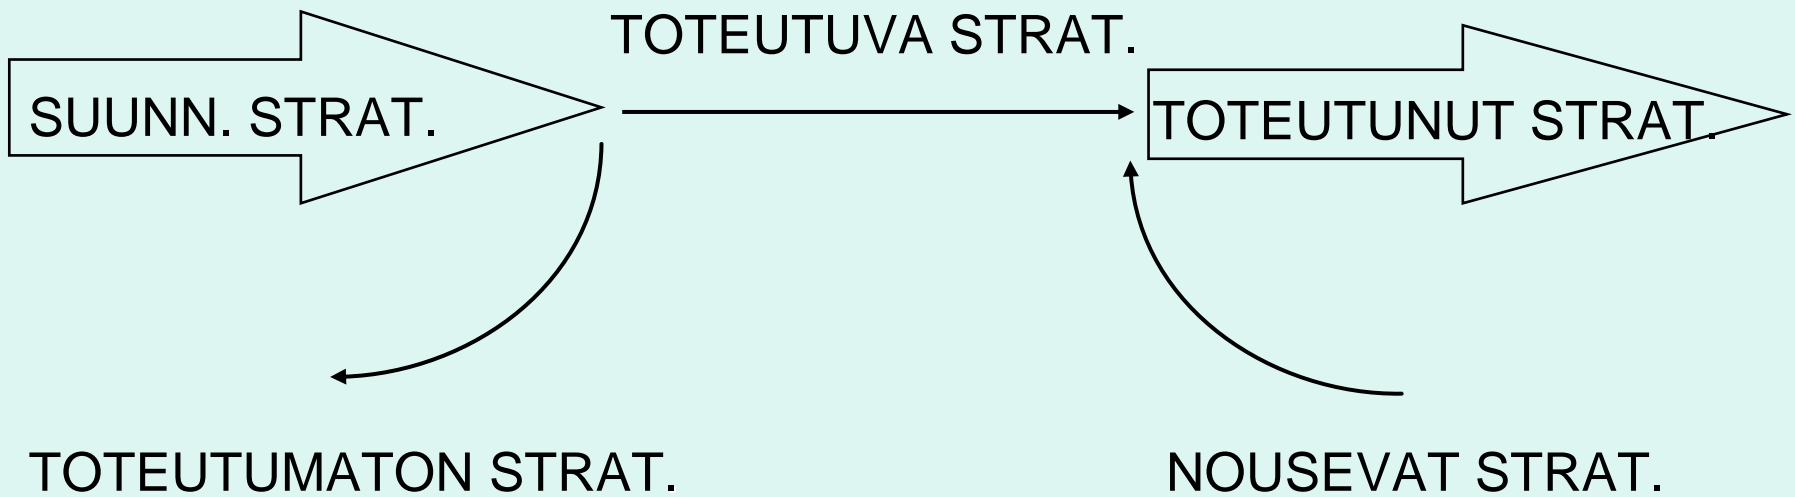 TOTEUTUVA STRAT.
SUUNN. STRAT.
TOTEUTUNUT STRAT.
TOTEUTUMATON STRAT.
NOUSEVAT STRAT.